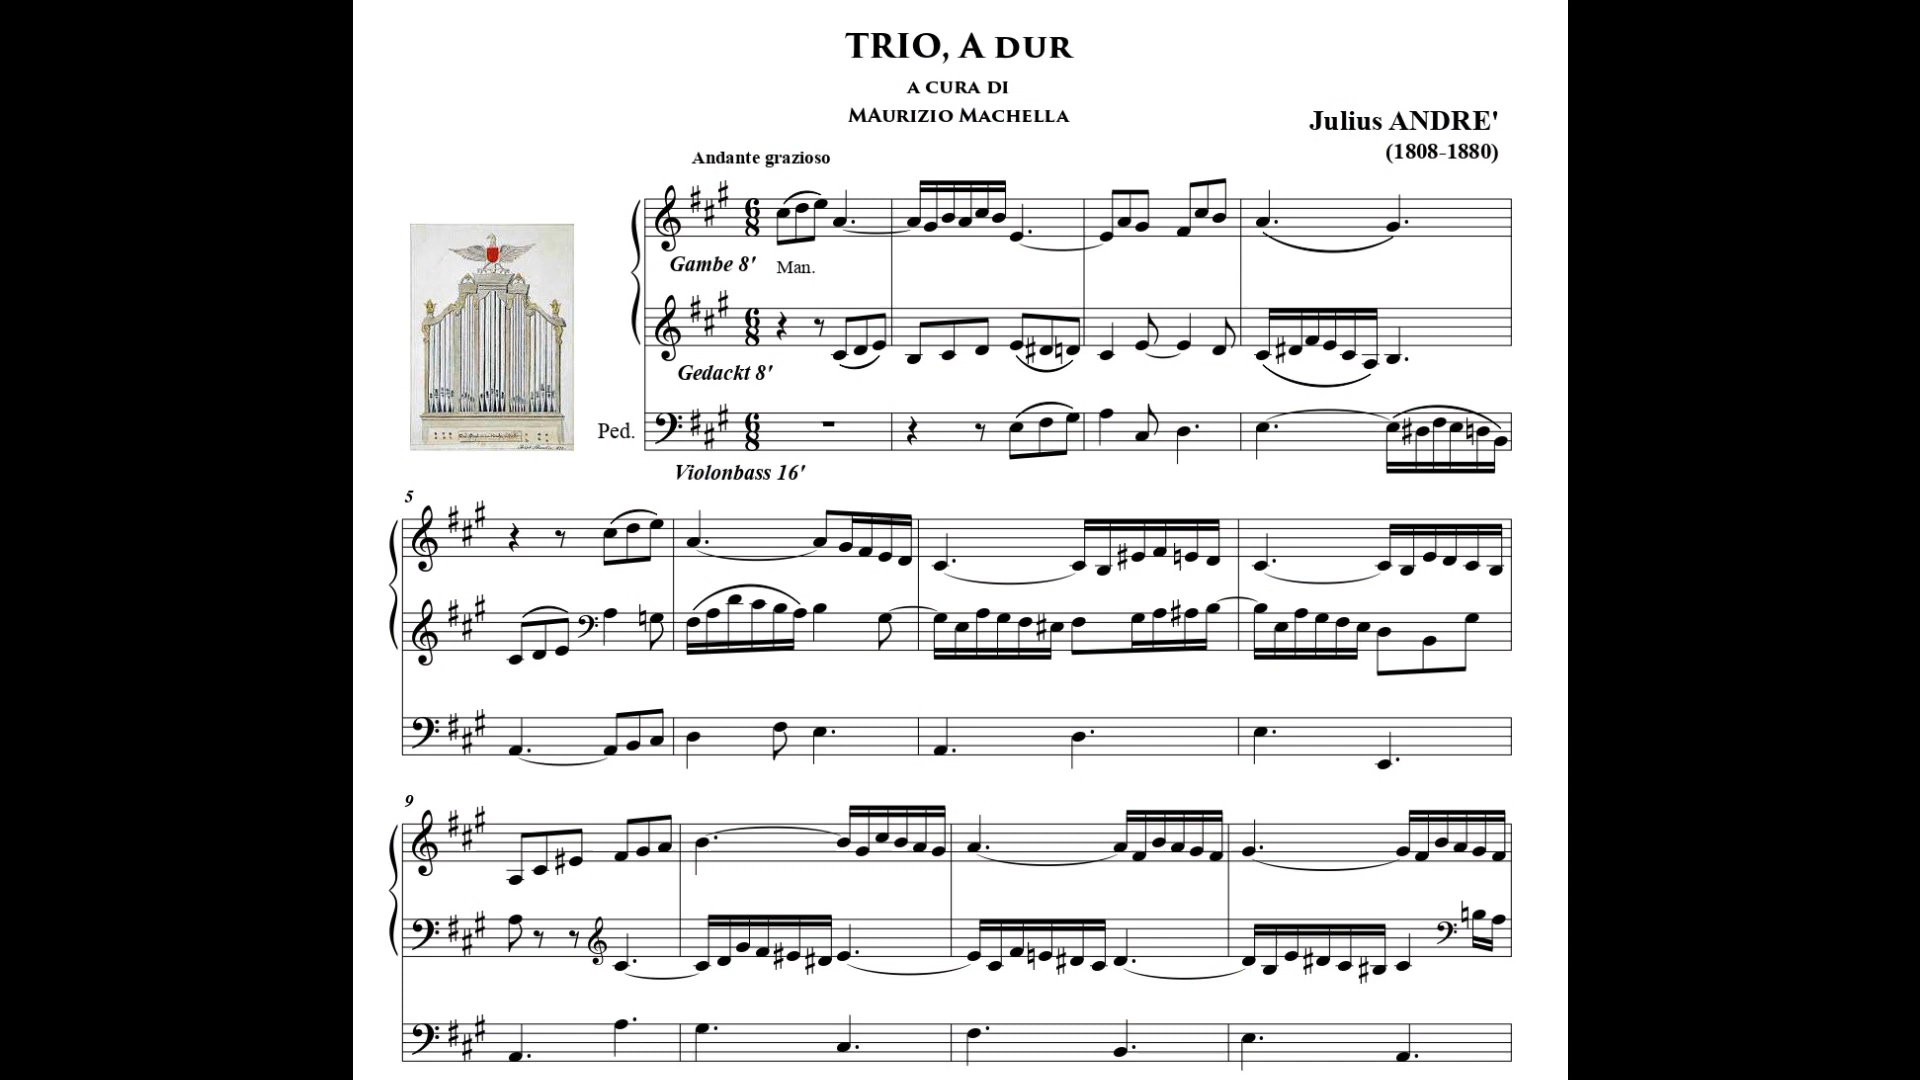 TRIO, A DUR
A CURA DI
MAURIZIO MACHELLA
Julius ANDRE'
(1808-1880)
Andante grazioso
Gambe 8'
Man.
Gedackt 8'
Ped.
Violonbass 16'
5
9